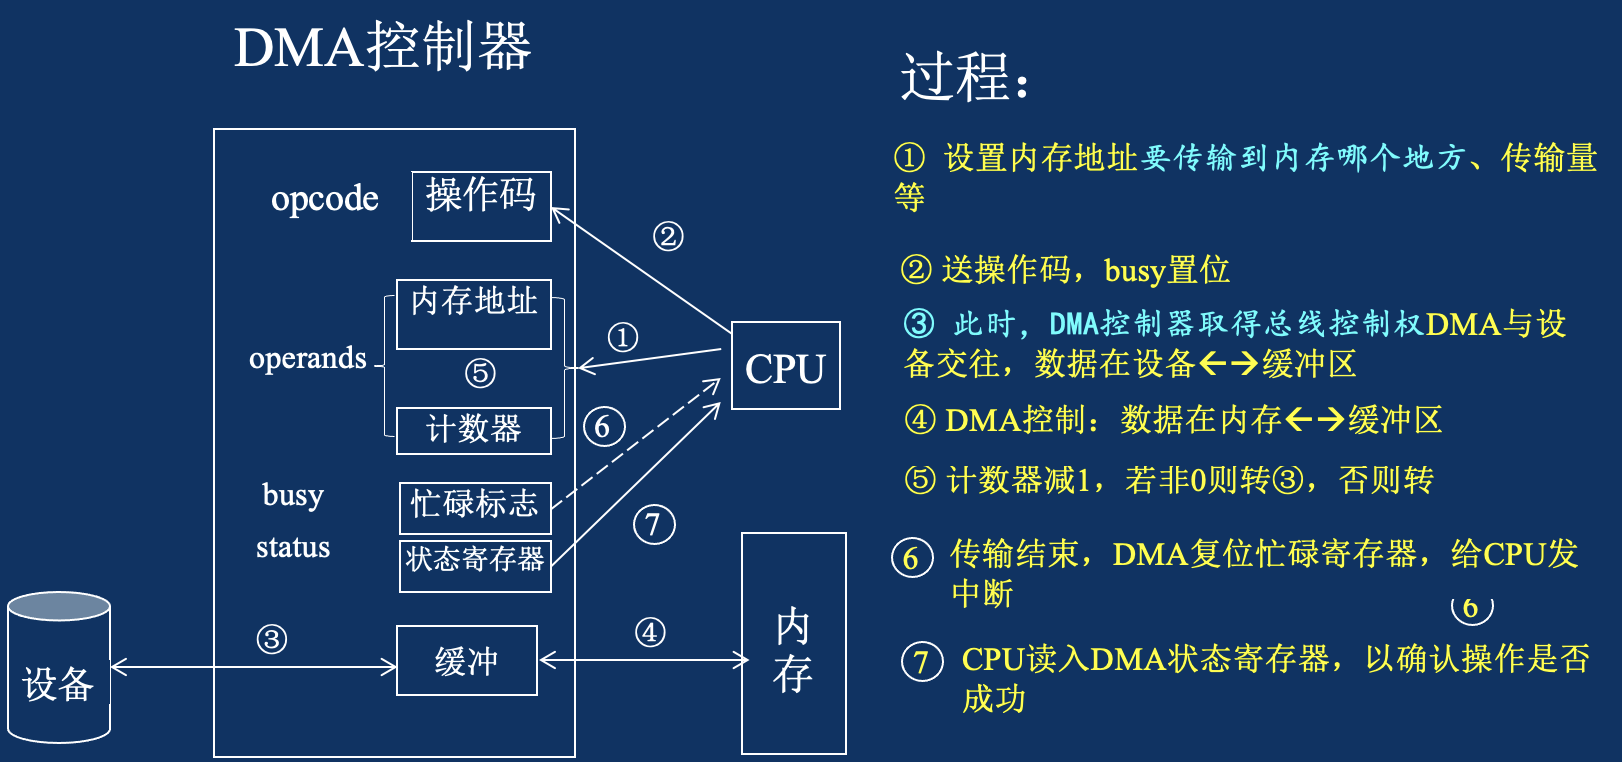 DMA控制器
opcode
操作码
②
内存地址
operands
⑤
①
CPU
计数器
⑥
busy
忙碌标志
status
状态寄存器
⑦
设备
③
缓冲
④
内
存
过程：
① 设置内存地址要传输到内存哪个地方、传输量
等
② 送操作码，busy置位
③ 此时，DMA控制器取得总线控制权DMA与设
备交往，数据在设备←→缓冲区
④ DMA控制：数据在内存←→缓冲区
⑤ 计数器减1，若非0则转③，否则转
⑥ 传输结束，DMA复位忙碌寄存器，给CPU发
中断
⑥
⑦ CPU读入DMA状态寄存器，以确认操作是否
成功